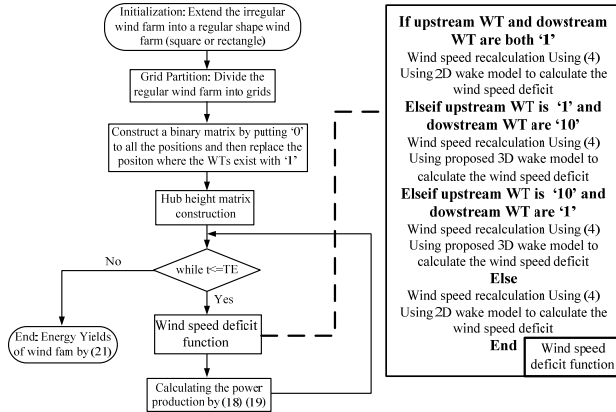 Initialization: Extend the irregular
wind farm into a regular shape wind
farm (square or rectangle)
Grid Partition: Divide the
regular wind farm into grids
Construct a binary matrix by putting ‘0’
to all the positions and then replace the
positon where the WTs exist with ‘1’
Hub height matrix
construction
No
while t<=TE
Yes
End: Energy Yields
of wind fam by (21)
Wind speed deficit
function
Calculating the power
production by (18) (19)
If upstream WT and dowstream
WT are both ‘1’
Wind speed recalculation Using (4)
Using 2D wake model to calculate the
wind speed deficit
Elseif upstream WT is ‘1’ and
dowstream WT are ‘10’
Wind speed recalculation Using (4)
Using proposed 3D wake model to
calculate the wind speed deficit
Elseif upstream WT is ‘10’ and
dowstream WT are ‘1’
Wind speed recalculation Using (4)
Using proposed 3D wake model to
calculate the wind speed deficit
Else
Wind speed recalculation Using (4)
Using 2D wake model to calculate the
wind speed deficit
End
Wind speed
deficit function